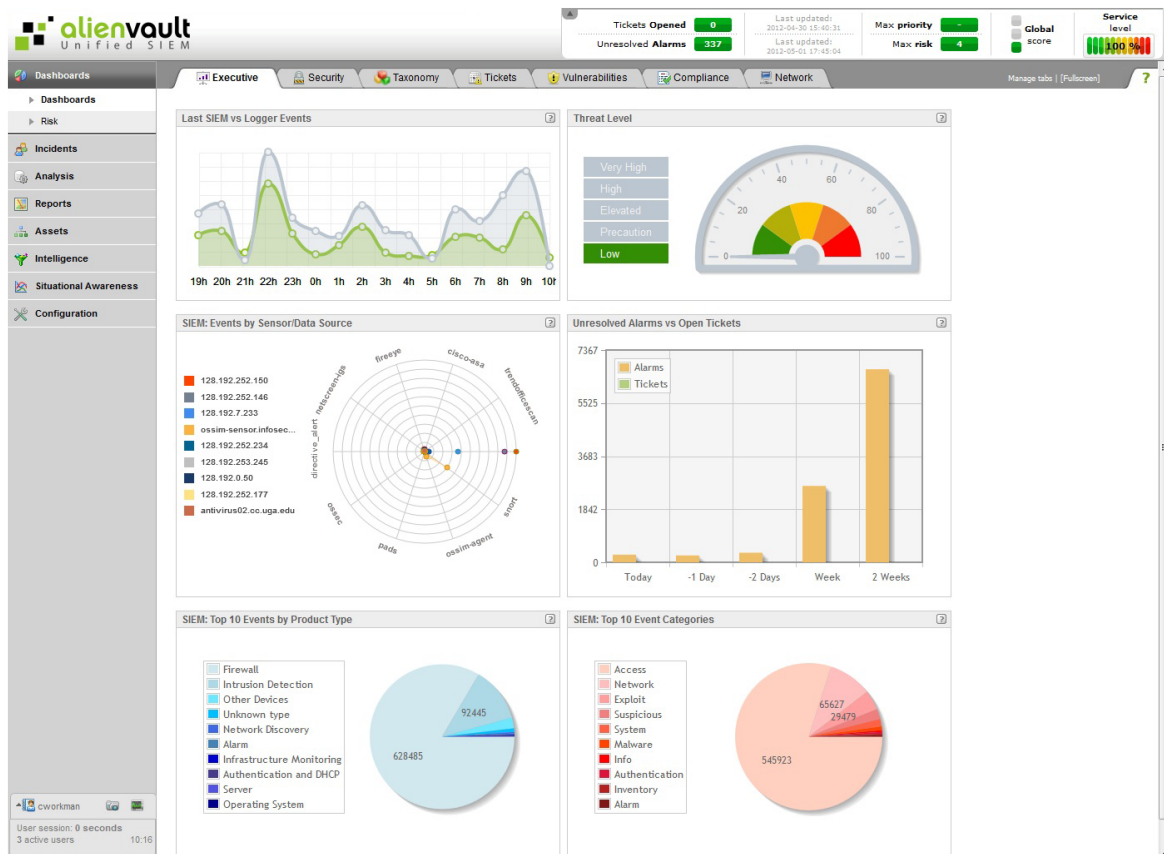 alienvault
Unified SIEM
Tickets Opened 0
Last updated:
2012-04-30 15:40:31
Unresolved Alarms 337
Last updated:
2012-05-01 17:45:04
Max priority -
Max risk 4
Global
score
Service
level
100 %
Dashboards
Dashboards
Risk
Incidents
Analysis
Reports
Assets
Intelligence
Situational Awareness
Configuration
Executive Security Taxonomy Tickets Vulnerabilities Compliance Network
Manage tabs | [Fullscreen] ?
Last SIEM vs Logger Events ?
19h 20h 21h 22h 23h 0h 1h 2h 3h 4h 5h 6h 7h 8h 9h 10h
Threat Level ?
Very High
High
Elevated
Precaution
Low
0 20 40 60 80 100
SIEM: Events by Sensor/Data Source ?
128.192.252.150
128.192.252.146
128.192.7.233
ossim-sensor.infosec...
128.192.252.234
128.192.253.245
128.192.0.50
128.192.252.177
antivirus02.cc.uga.edu
fireeye
cisco-asa
netscreen-igs
trendofficescan
directive_alert
ossec
snort
pads
ossim-agent
Unresolved Alarms vs Open Tickets ?
Alarms
Tickets
7367
5525
3683
1842
0
Today -1 Day -2 Days Week 2 Weeks
SIEM: Top 10 Events by Product Type ?
Firewall
Intrusion Detection
Other Devices
Unknown type
Network Discovery
Alarm
Infrastructure Monitoring
Authentication and DHCP
Server
Operating System
92445
628485
SIEM: Top 10 Event Categories ?
Access
Network
Exploit
Suspicious
System
Malware
Info
Authentication
Inventory
Alarm
65627
29479
545923
cworkman
User session: 0 seconds
3 active users 10:16